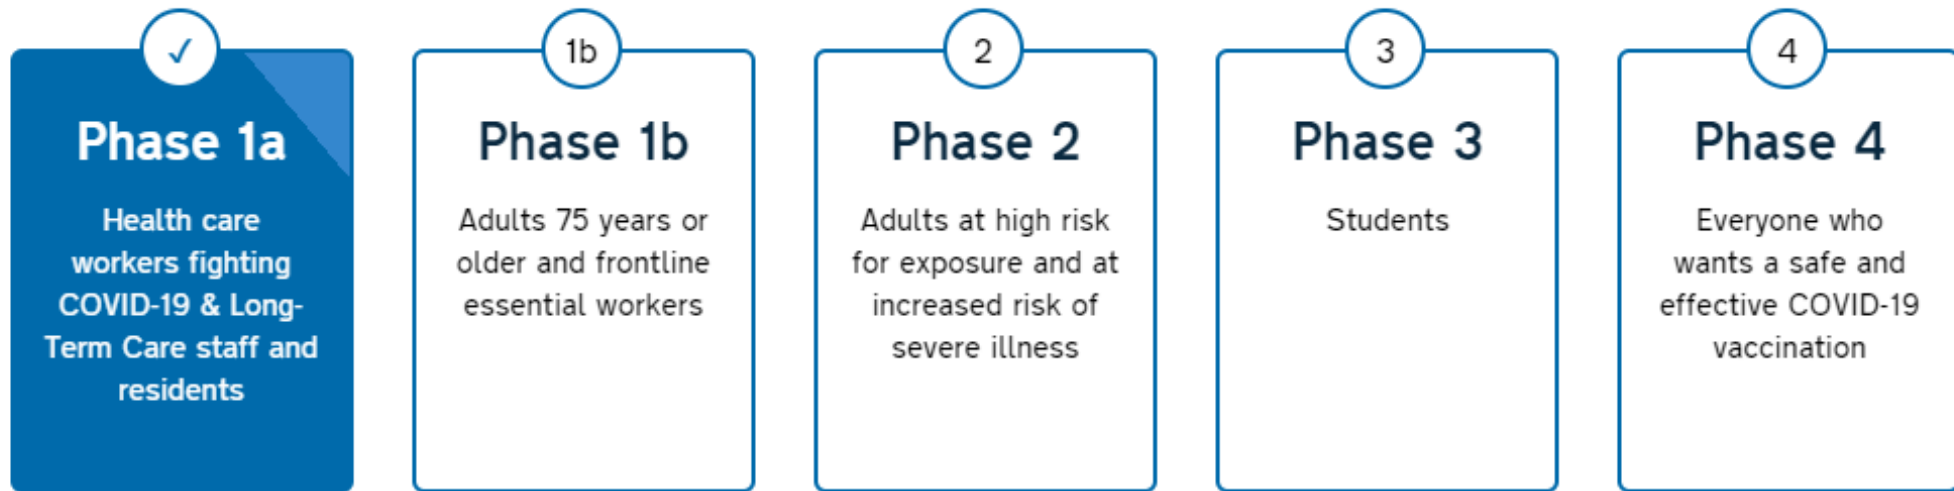 ✓
Phase 1a
Health care
workers fighting
COVID-19 & Long-
Term Care staff and
residents
1b
Phase 1b
Adults 75 years or
older and frontline
essential workers
2
Phase 2
Adults at high risk
for exposure and at
increased risk of
severe illness
3
Phase 3
Students
4
Phase 4
Everyone who
wants a safe and
effective COVID-19
vaccination